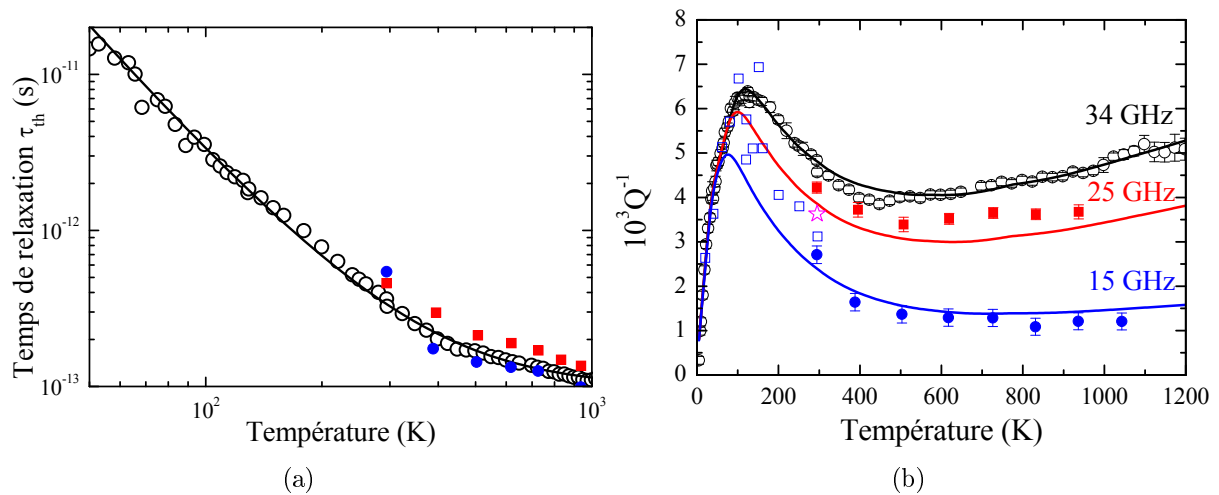 Temps de relaxation τth (s)
10-11
10-12
10-13
102
103
Température (K)
(a)
103Q-1
8
7
6
5
4
3
2
1
0
34 GHz
25 GHz
15 GHz
0 200 400 600 800 1000 1200
Température (K)
(b)